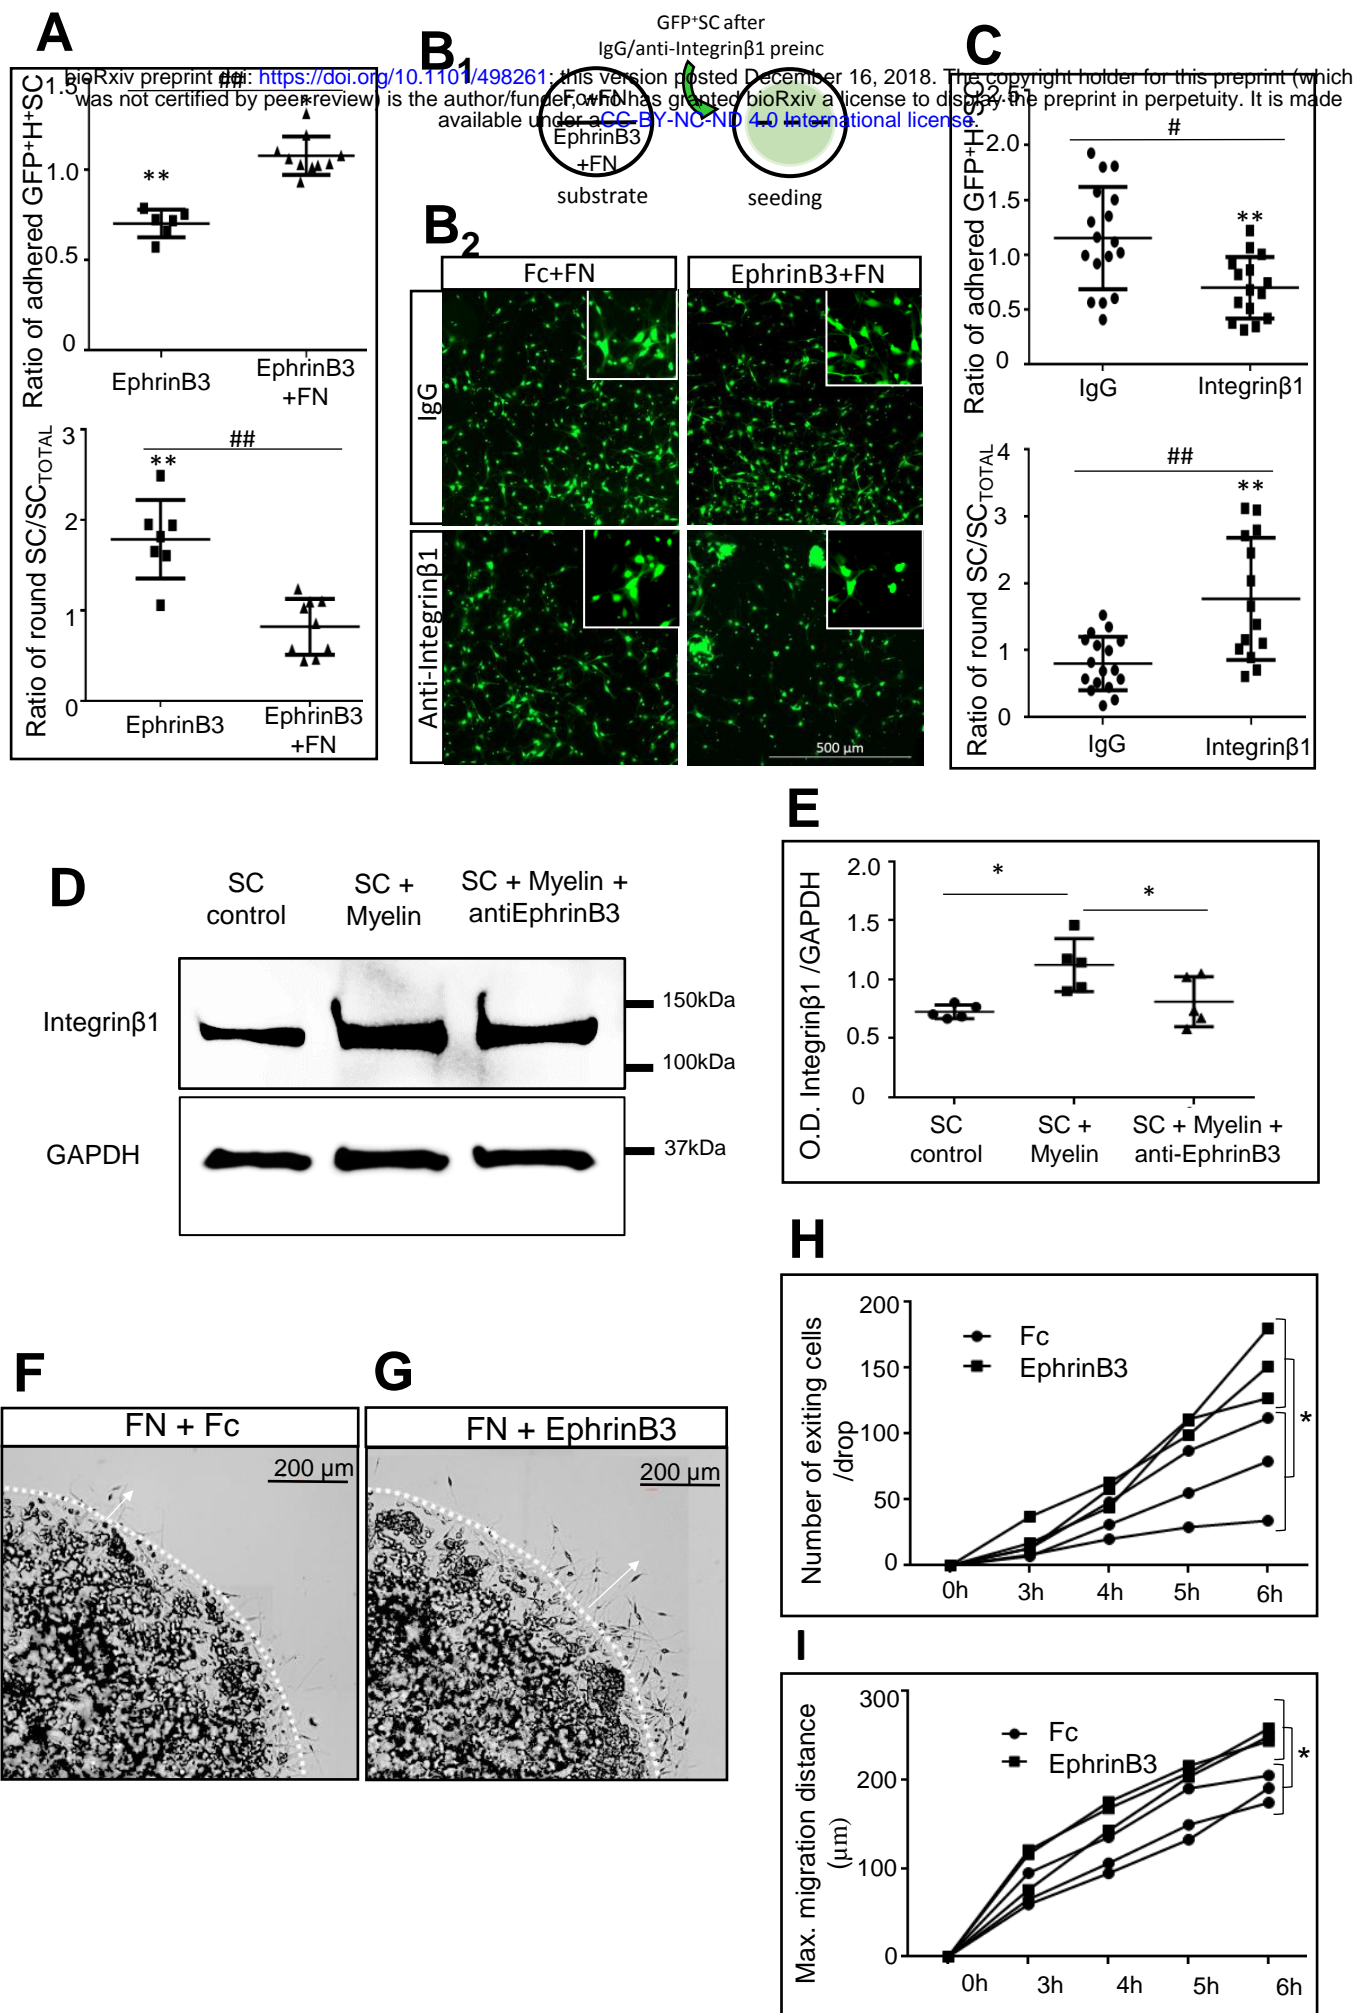 A
B1
C
GFP+SC after
IgG/anti-Integrinβ1 preinc
bioRxiv preprint doi: https://doi.org/10.1101/498261; this version posted December 16, 2018. The copyright holder for this preprint (which
was not certified by peer review) is the author/funder, who has granted bioRxiv a license to display the preprint in perpetuity. It is made
available under aCC-BY-NC-ND 4.0 International license.
Ratio of adhered GFP+H+SC
1.5
1.0
0.5
0
##
**
*
EphrinB3
EphrinB3
+FN
Ratio of round SC/SCTOTAL
3
2
1
0
##
**
EphrinB3
EphrinB3
+FN
Fc+FN
EphrinB3
+FN
substrate
seeding
B2
Fc+FN
EphrinB3+FN
IgG
Anti-Integrinβ1
500 µm
Ratio of adhered GFP+H+SC
2.5
2.0
1.5
1.0
0.5
0
#
**
IgG
Integrinβ1
Ratio of round SC/SCTOTAL
4
3
2
1
0
##
**
IgG
Integrinβ1
D
SC
control
SC +
Myelin
SC + Myelin +
antiEphrinB3
Integrinβ1
150kDa
100kDa
GAPDH
37kDa
E
O.D. Integrinβ1 /GAPDH
2.0
1.5
1.0
0.5
0
*
*
SC
control
SC +
Myelin
SC + Myelin +
anti-EphrinB3
F
FN + Fc
200 µm
G
FN + EphrinB3
200 µm
H
Number of exiting cells
/drop
200
150
100
50
0
Fc
EphrinB3
*
0h
3h
4h
5h
6h
I
Max. migration distance
(µm)
300
200
100
0
Fc
EphrinB3
*
0h
3h
4h
5h
6h